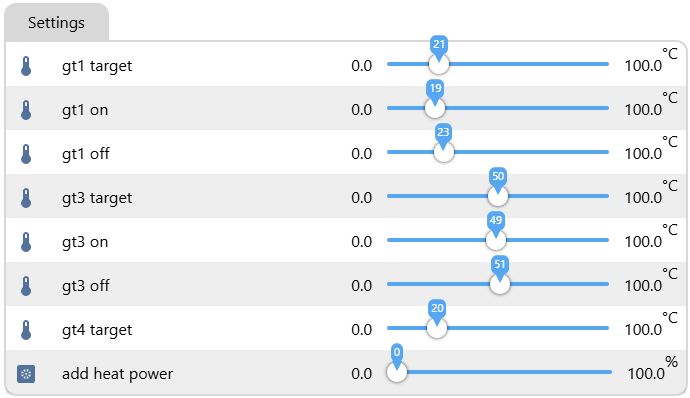 Settings
gt1 target 0.0 21 100.0 °C
gt1 on 0.0 19 100.0 °C
gt1 off 0.0 23 100.0 °C
gt3 target 0.0 50 100.0 °C
gt3 on 0.0 49 100.0 °C
gt3 off 0.0 51 100.0 °C
gt4 target 0.0 20 100.0 °C
add heat power 0.0 0 100.0 %